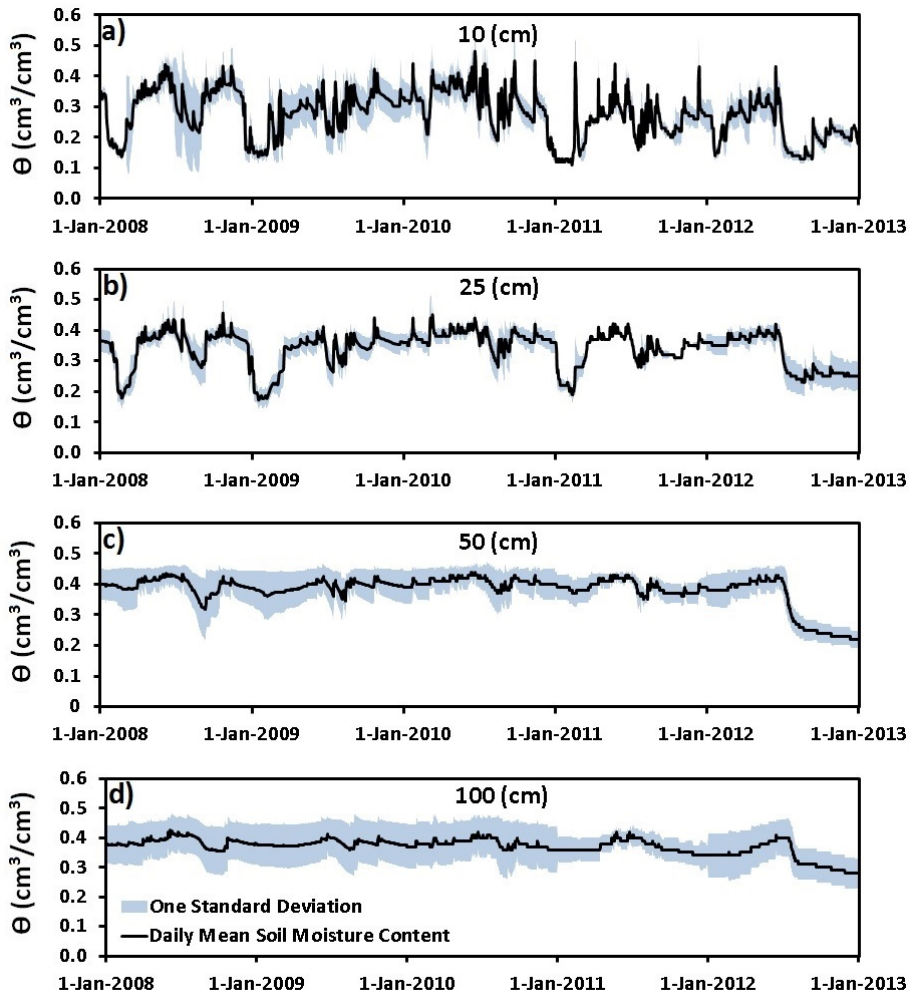 a) 10 (cm)
0.6
0.5
0.4
0.3
0.2
0.1
0.0
Θ (cm³/cm³)
1-Jan-2008 1-Jan-2009 1-Jan-2010 1-Jan-2011 1-Jan-2012 1-Jan-2013
b) 25 (cm)
0.6
0.5
0.4
0.3
0.2
0.1
0.0
Θ (cm³/cm³)
1-Jan-2008 1-Jan-2009 1-Jan-2010 1-Jan-2011 1-Jan-2012 1-Jan-2013
c) 50 (cm)
0.6
0.5
0.4
0.3
0.2
0.1
0
Θ (cm³/cm³)
1-Jan-2008 1-Jan-2009 1-Jan-2010 1-Jan-2011 1-Jan-2012 1-Jan-2013
d) 100 (cm)
0.6
0.5
0.4
0.3
0.2
0.1
0.0
Θ (cm³/cm³)
One Standard Deviation
Daily Mean Soil Moisture Content
1-Jan-2008 1-Jan-2009 1-Jan-2010 1-Jan-2011 1-Jan-2012 1-Jan-2013